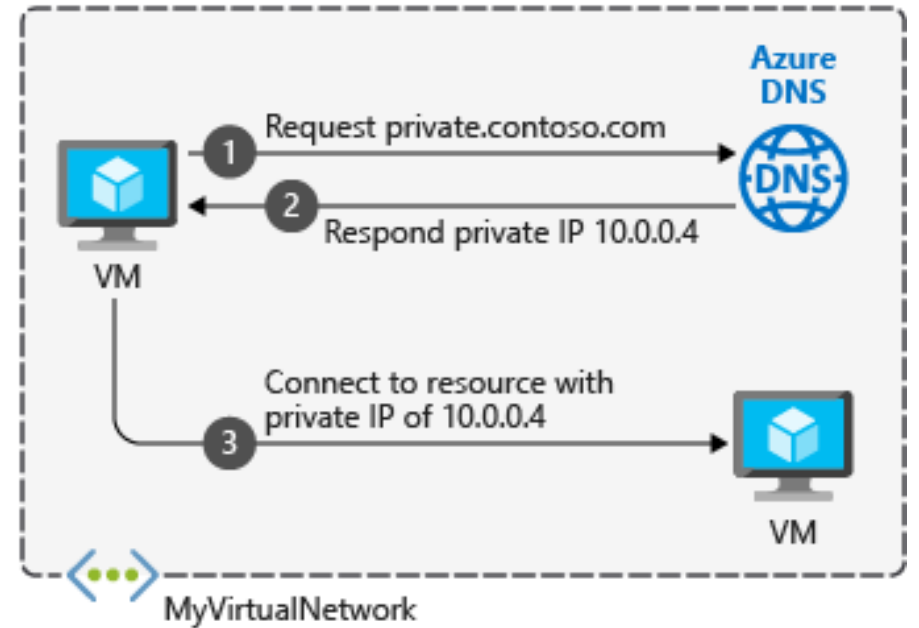 Azure
DNS
1
Request private.contoso.com
DNS
2
Respond private IP 10.0.0.4
VM
Connect to resource with
private IP of 10.0.0.4
3
VM
MyVirtualNetwork